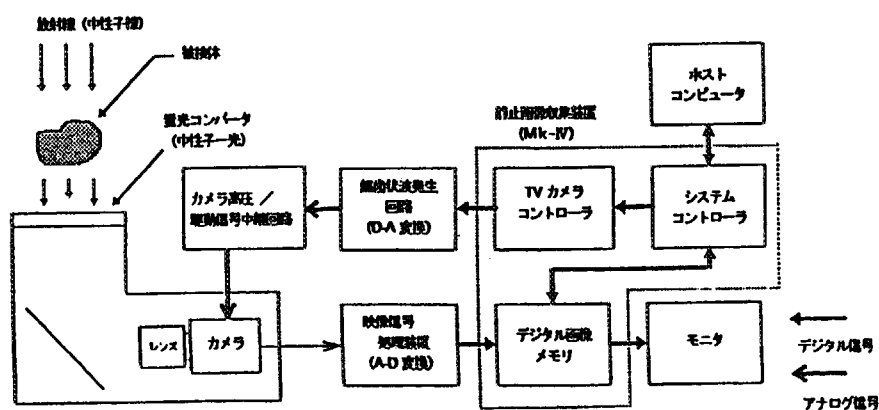 放射線 (中性子線)
被検体
蛍光コンバータ
(中性子－光)
カメラ高圧 ／
駆動信号中継回路
鋸歯状波発生
回路
(D-A 変換)
静止画像収集装置
(Mk-Ⅳ)
TV カメラ
コントローラ
ホスト
コンピュータ
システム
コントローラ
レンズ
カメラ
映像信号
処理装置
(A-D 変換)
デジタル画像
メモリ
モニタ
デジタル信号
アナログ信号